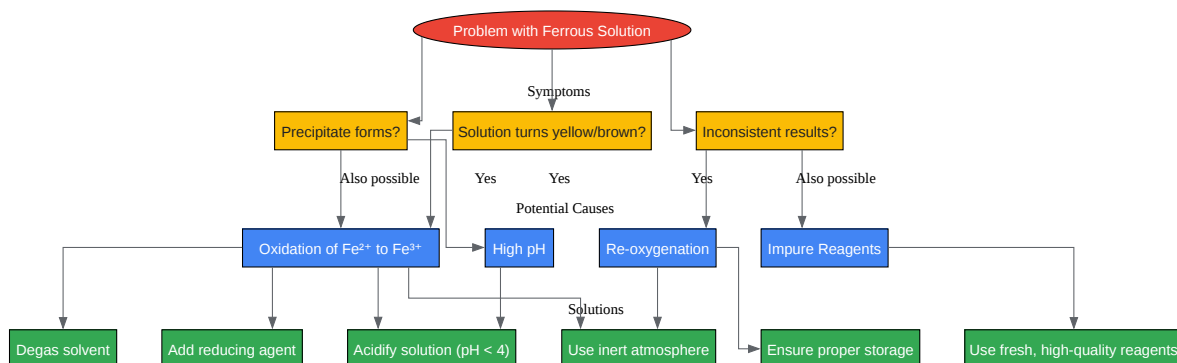 Problem with Ferrous Solution
Symptoms
Precipitate forms?
Solution turns yellow/brown?
Inconsistent results?
Also possible
Yes
Yes
Yes
Also possible
Potential Causes
Oxidation of Fe²⁺ to Fe³⁺
High pH
Re-oxygenation
Impure Reagents
Solutions
Degas solvent
Add reducing agent
Acidify solution (pH < 4)
Use inert atmosphere
Ensure proper storage
Use fresh, high-quality reagents